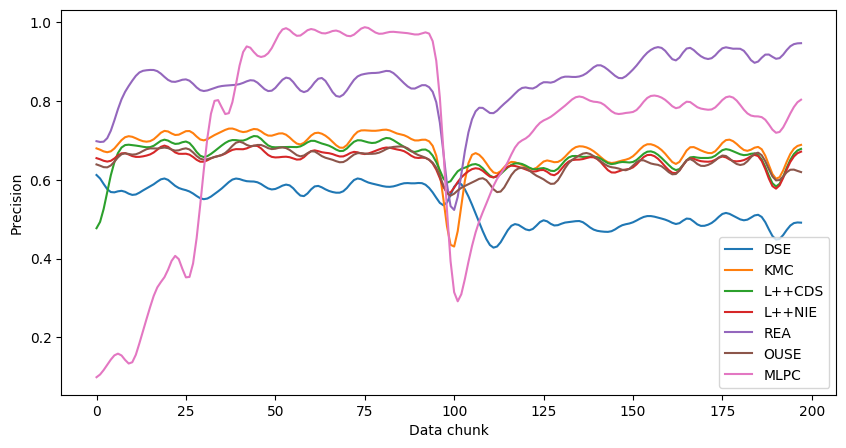 1.0
0.8
0.6
0.4
0.2
Precision
0 25 50 75 100 125 150 175 200
Data chunk
DSE
KMC
L++CDS
L++NIE
REA
OUSE
MLPC